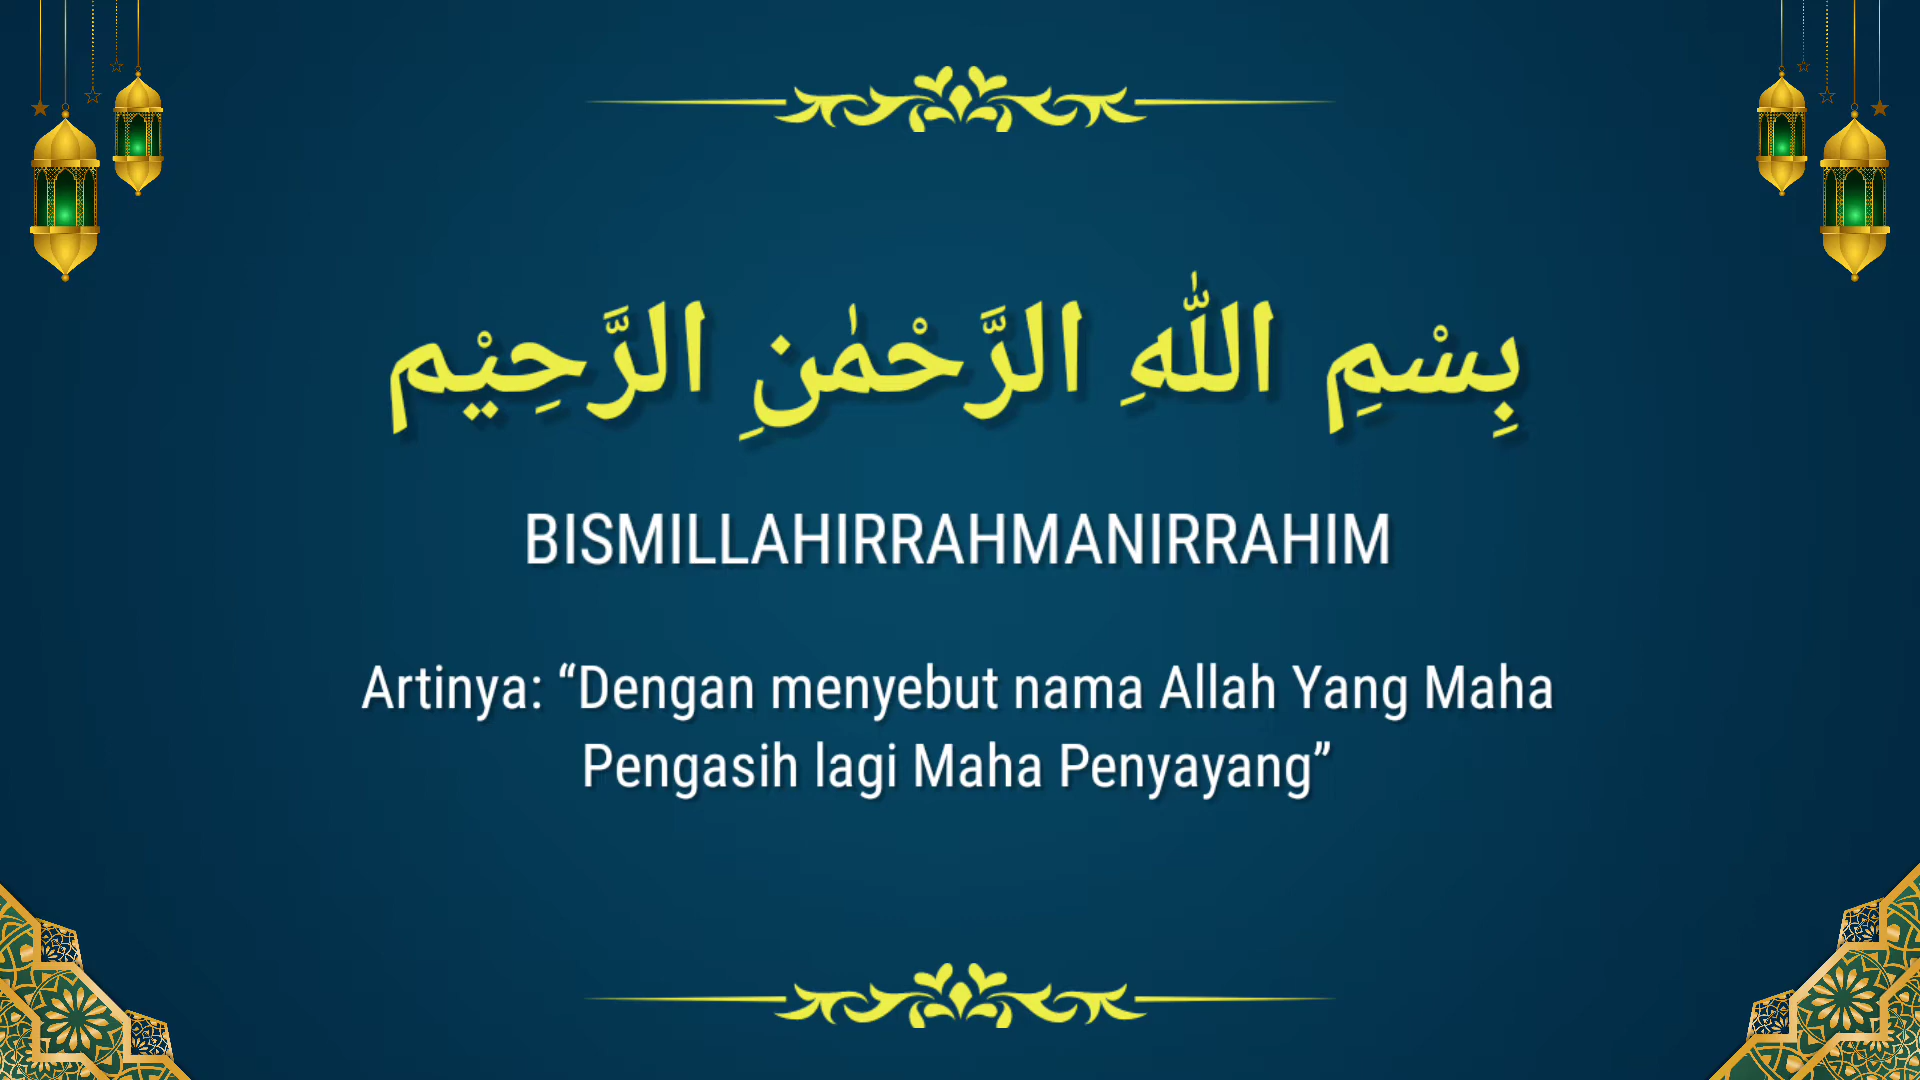 بِسْمِ اللّٰهِ الرَّحْمٰنِ الرَّحِيْم
BISMILLAHIRRAHMANIRRAHIM
Artinya: “Dengan menyebut nama Allah Yang Maha
Pengasih lagi Maha Penyayang”